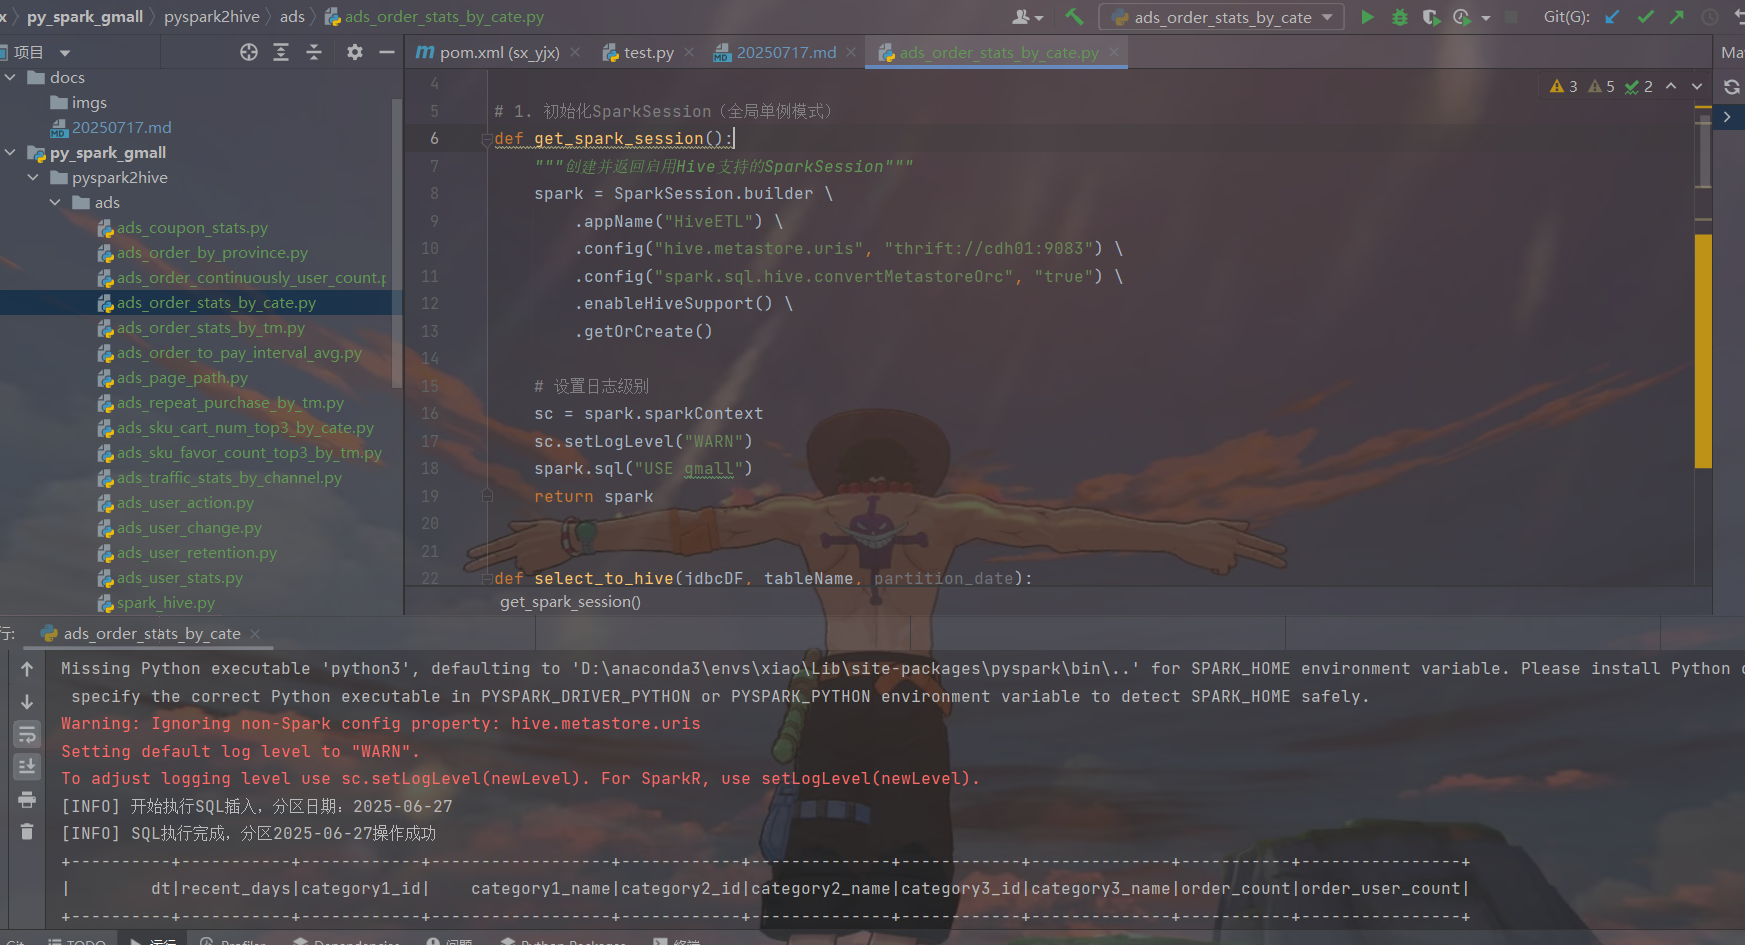 py_spark_gmall
pyspark2hive
ads
ads_order_stats_by_cate.py
ads_order_stats_by_cate
Git(G):
项目
pom.xml (sx_yjx)
test.py
20250717.md
ads_order_stats_by_cate.py
docs
imgs
20250717.md
py_spark_gmall
pyspark2hive
ads
ads_coupon_stats.py
ads_order_by_province.py
ads_order_continuously_user_count.p
ads_order_stats_by_cate.py
ads_order_stats_by_tm.py
ads_order_to_pay_interval_avg.py
ads_page_path.py
ads_repeat_purchase_by_tm.py
ads_sku_cart_num_top3_by_cate.py
ads_sku_favor_count_top3_by_tm.py
ads_traffic_stats_by_channel.py
ads_user_action.py
ads_user_change.py
ads_user_retention.py
ads_user_stats.py
spark_hive.py
3 5 2
4
5 # 1. 初始化SparkSession（全局单例模式）
6 def get_spark_session():
7 """创建并返回启用Hive支持的SparkSession"""
8 spark = SparkSession.builder \
9 .appName("HiveETL") \
10 .config("hive.metastore.uris", "thrift://cdh01:9083") \
11 .config("spark.sql.hive.convertMetastoreOrc", "true") \
12 .enableHiveSupport() \
13 .getOrCreate()
14
15 # 设置日志级别
16 sc = spark.sparkContext
17 sc.setLogLevel("WARN")
18 spark.sql("USE gmall")
19 return spark
20
21
22 def select_to_hive(jdbcDF, tableName, partition_date):
get_spark_session()
行:
ads_order_stats_by_cate
Missing Python executable 'python3', defaulting to 'D:\anaconda3\envs\xiao\Lib\site-packages\pyspark\bin\..' for SPARK_HOME environment variable. Please install Python
specify the correct Python executable in PYSPARK_DRIVER_PYTHON or PYSPARK_PYTHON environment variable to detect SPARK_HOME safely.
Warning: Ignoring non-Spark config property: hive.metastore.uris
Setting default log level to "WARN".
To adjust logging level use sc.setLogLevel(newLevel). For SparkR, use setLogLevel(newLevel).
[INFO] 开始执行SQL插入，分区日期：2025-06-27
[INFO] SQL执行完成，分区2025-06-27操作成功
+----------+-----------+------------+------------------+------------+--------------+------------+--------------+-----------+----------------+
| dt|recent_days|category1_id| category1_name|category2_id|category2_name|category3_id|category3_name|order_count|order_user_count|
+----------+-----------+------------+------------------+------------+--------------+------------+--------------+-----------+----------------+
Git TODO 运行 Profiler Dependencies 问题 Python Packages 终端